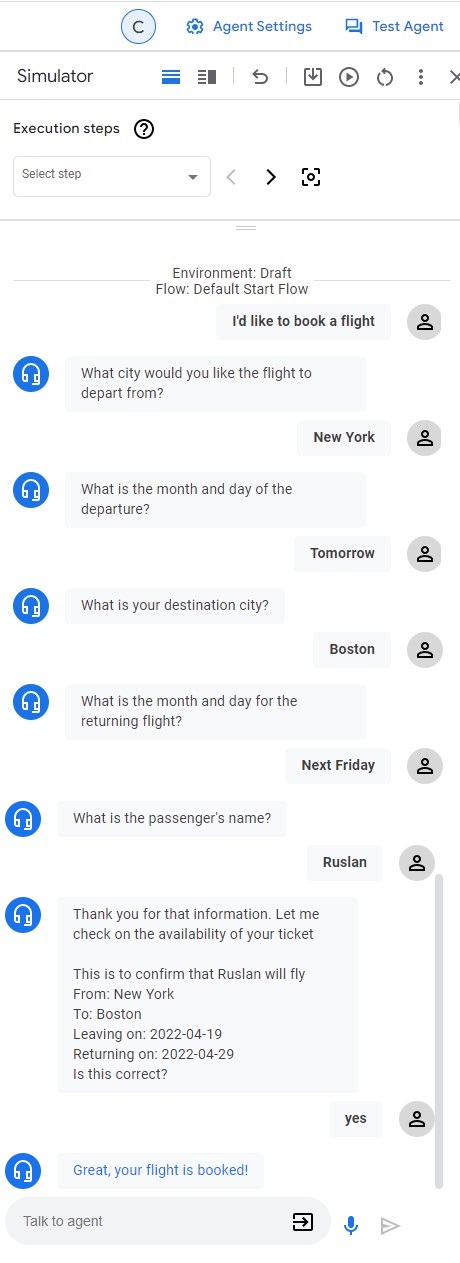 C
Agent Settings
Test Agent
Simulator
Execution steps
Select step
Environment: Draft
Flow: Default Start Flow
I'd like to book a flight
What city would you like the flight to
depart from?
New York
What is the month and day of the
departure?
Tomorrow
What is your destination city?
Boston
What is the month and day for the
returning flight?
Next Friday
What is the passenger's name?
Ruslan
Thank you for that information. Let me
check on the availability of your ticket
This is to confirm that Ruslan will fly
From: New York
To: Boston
Leaving on: 2022-04-19
Returning on: 2022-04-29
Is this correct?
yes
Great, your flight is booked!
Talk to agent